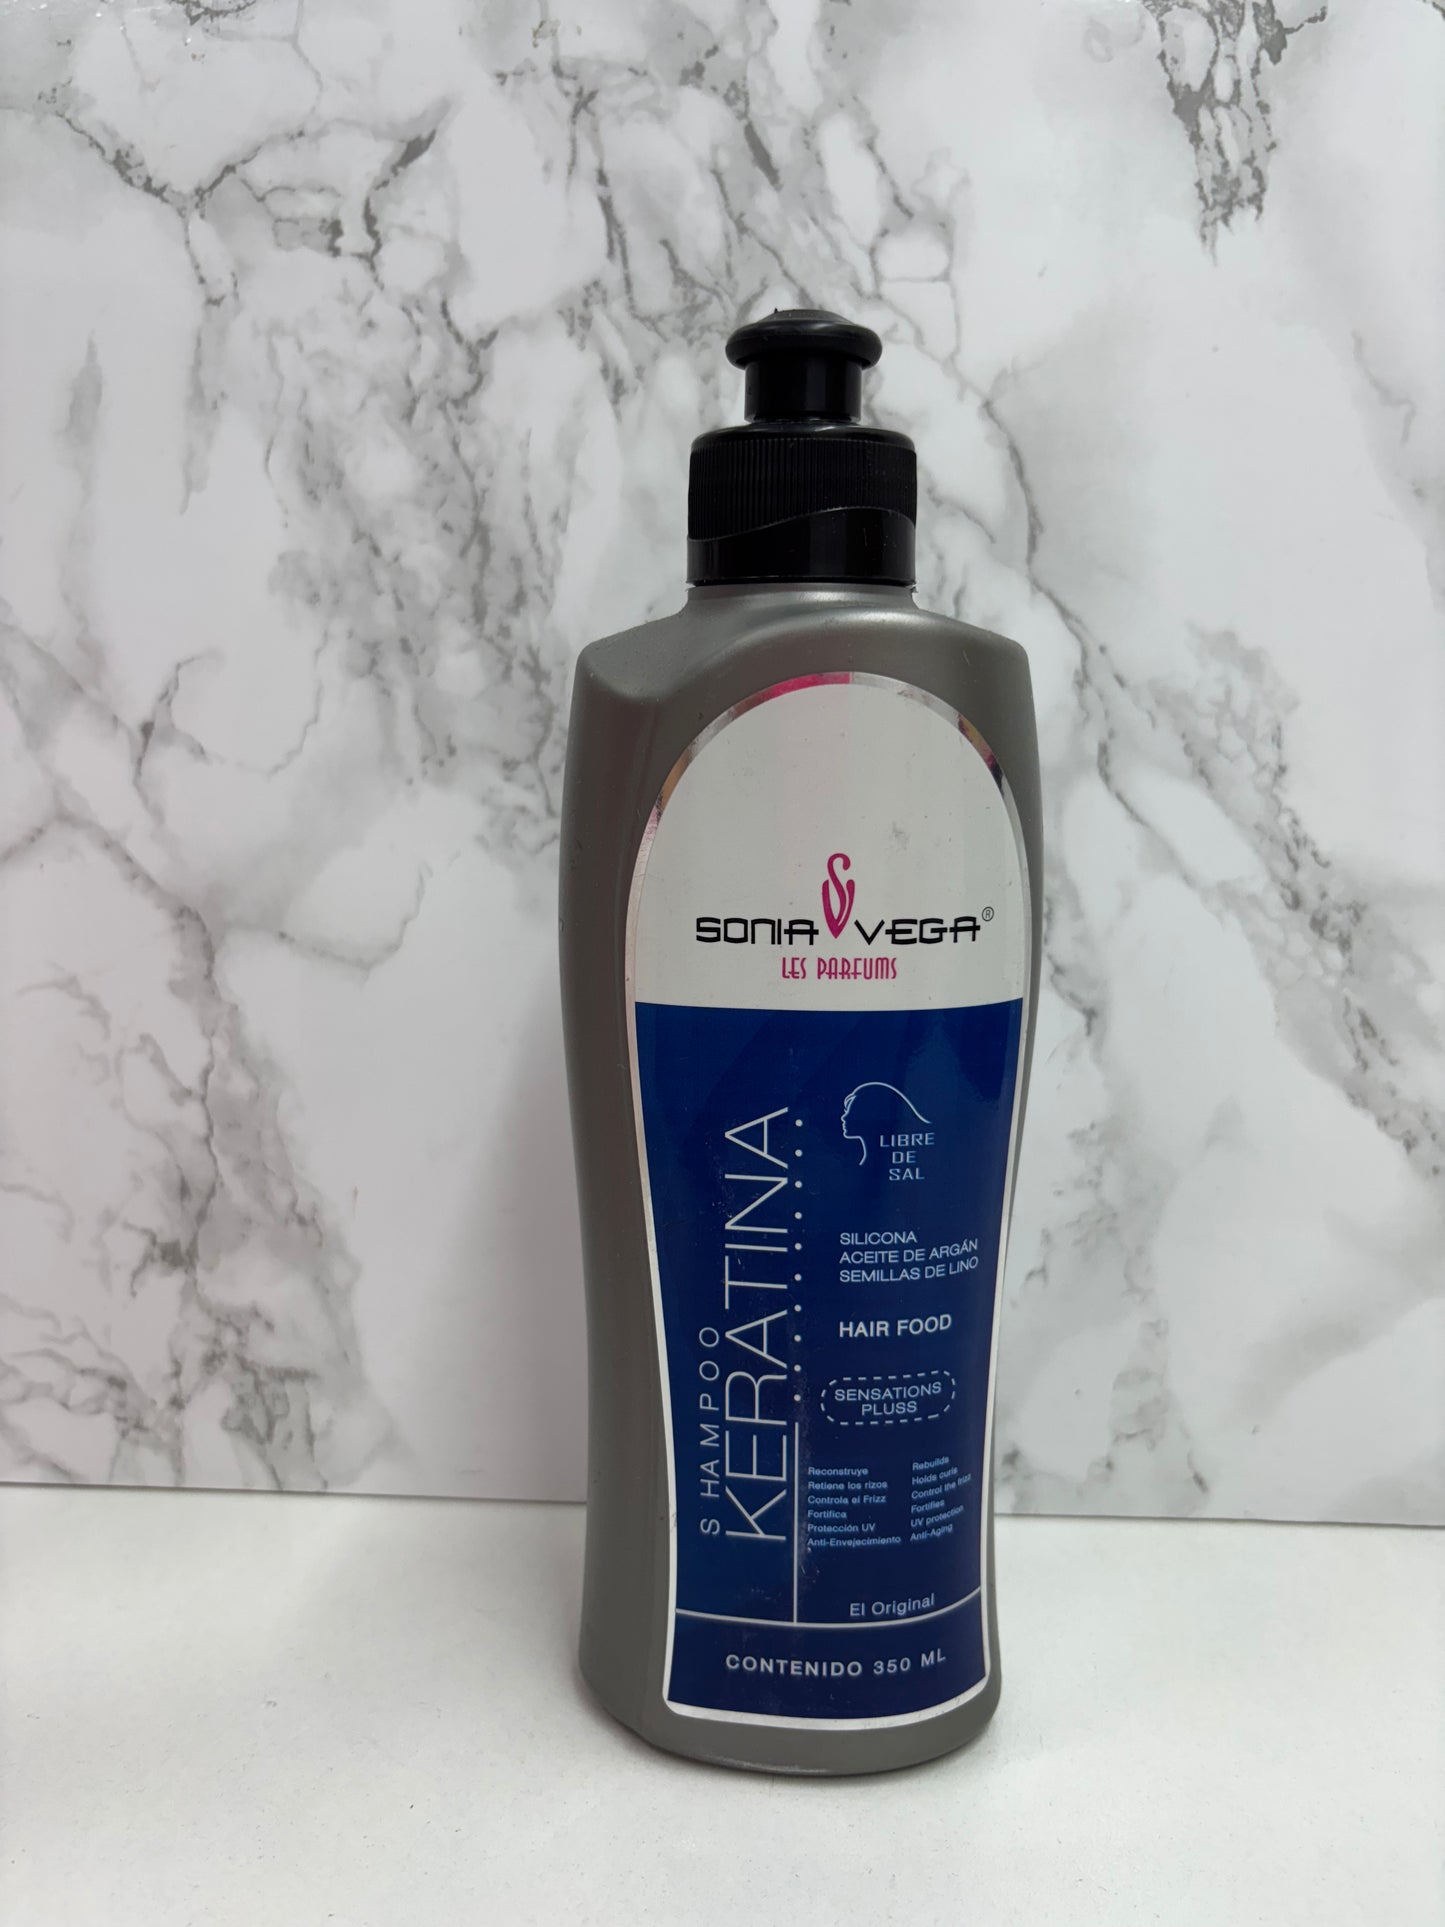 SONIA VEGA®
LES PARFUMS
SHAMPOO
KERATINA
LIBRE
DE
SAL
SILICONA
ACEITE DE ARGÁN
SEMILLAS DE LINO
HAIR FOOD
SENSATIONS
PLUSS
Reconstruye
Retiene los rizos
Controla el Frizz
Fortifica
Protección UV
Anti-Envejecimiento
Rebuilds
Holds curls
Control the frizz
Fortifies
UV protection
Anti-Aging
El Original
CONTENIDO 350 ML